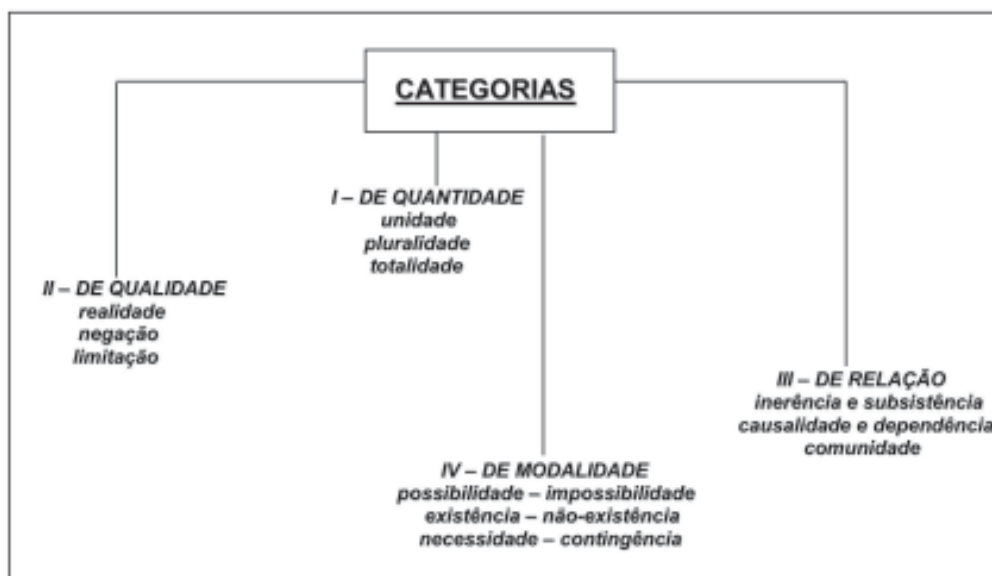 CATEGORIAS
I – DE QUANTIDADE
unidade
pluralidade
totalidade
II – DE QUALIDADE
realidade
negação
limitação
III – DE RELAÇÃO
inerência e subsistência
causalidade e dependência
comunidade
IV – DE MODALIDADE
possibilidade – impossibilidade
existência – não-existência
necessidade – contingência